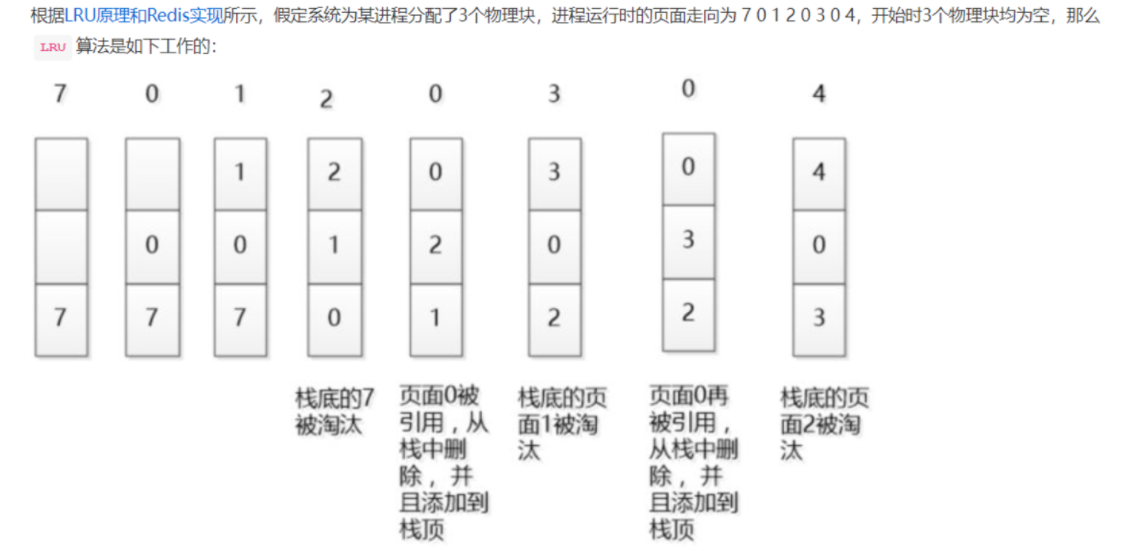 根据LRU原理和Redis实现所示，假定系统为某进程分配了3个物理块，进程运行时的页面走向为 7 0 1 2 0 3 0 4，开始时3个物理块均为空，那么
LRU 算法是如下工作的：
7 0 1 2 0 3 0 4
1 2 0 3 0 4
0 0 1 2 0 3 0
7 7 7 0 1 2 2 3
栈底的7
被淘汰
页面0被
引用，从
栈中删
除，并
且添加到
栈顶
栈底的页
面1被淘
汰
页面0再
被引用，
从栈中删
除，并
且添加到
栈顶
栈底的页
面2被淘
汰